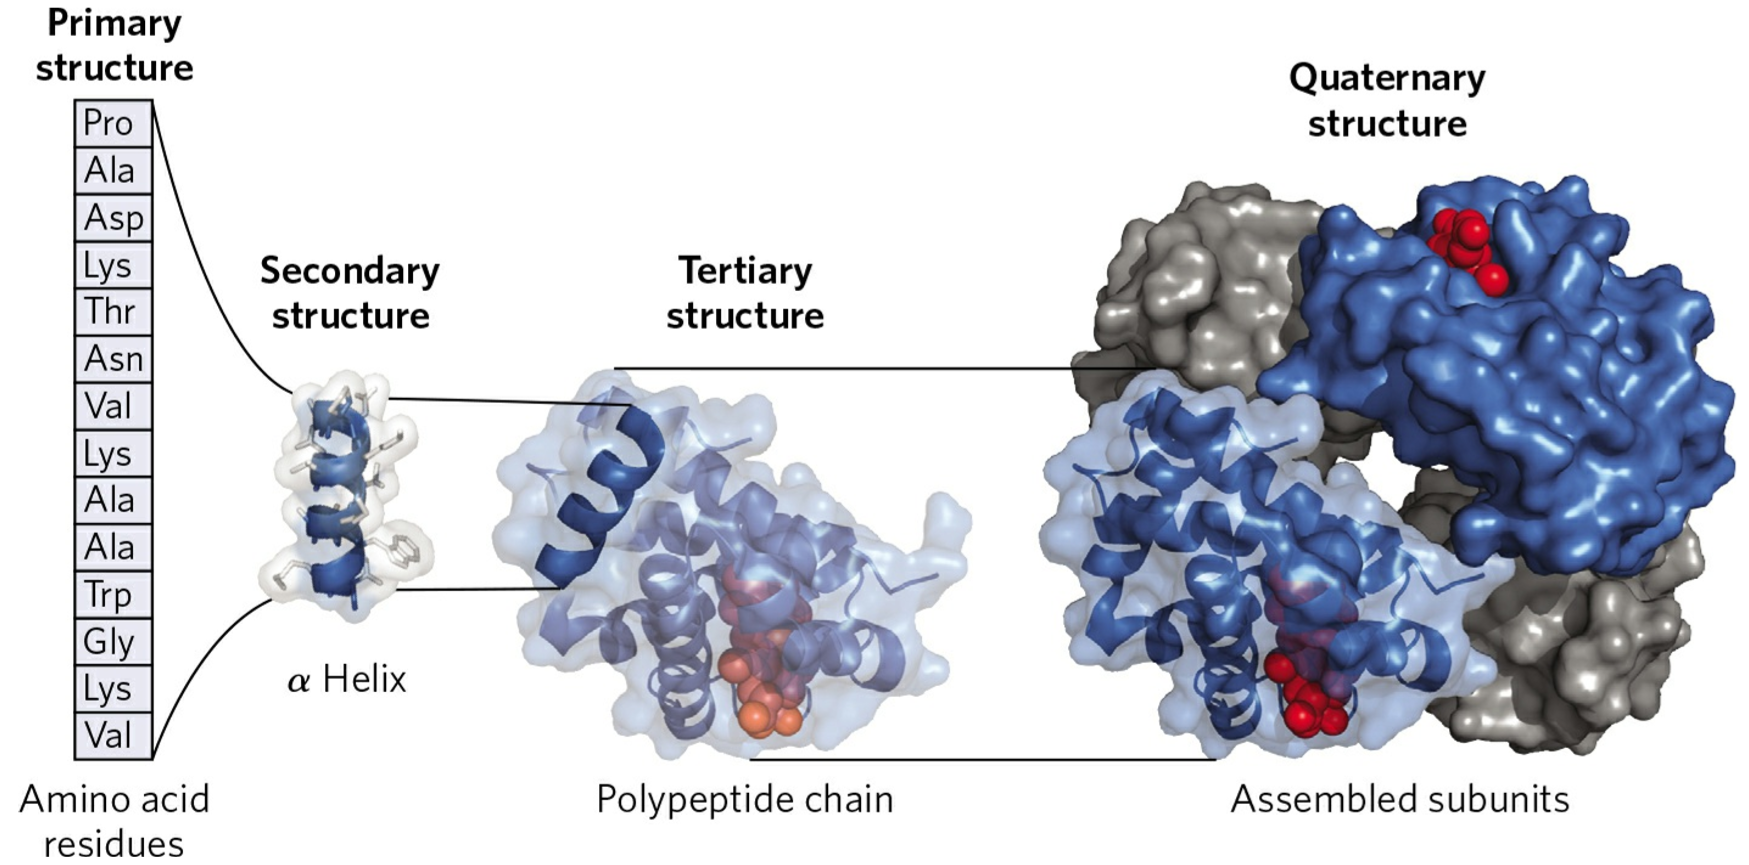 Primary
structure
Pro
Ala
Asp
Lys
Thr
Asn
Val
Lys
Ala
Ala
Trp
Gly
Lys
Val
Amino acid
residues
Secondary
structure
α Helix
Tertiary
structure
Polypeptide chain
Quaternary
structure
Assembled subunits